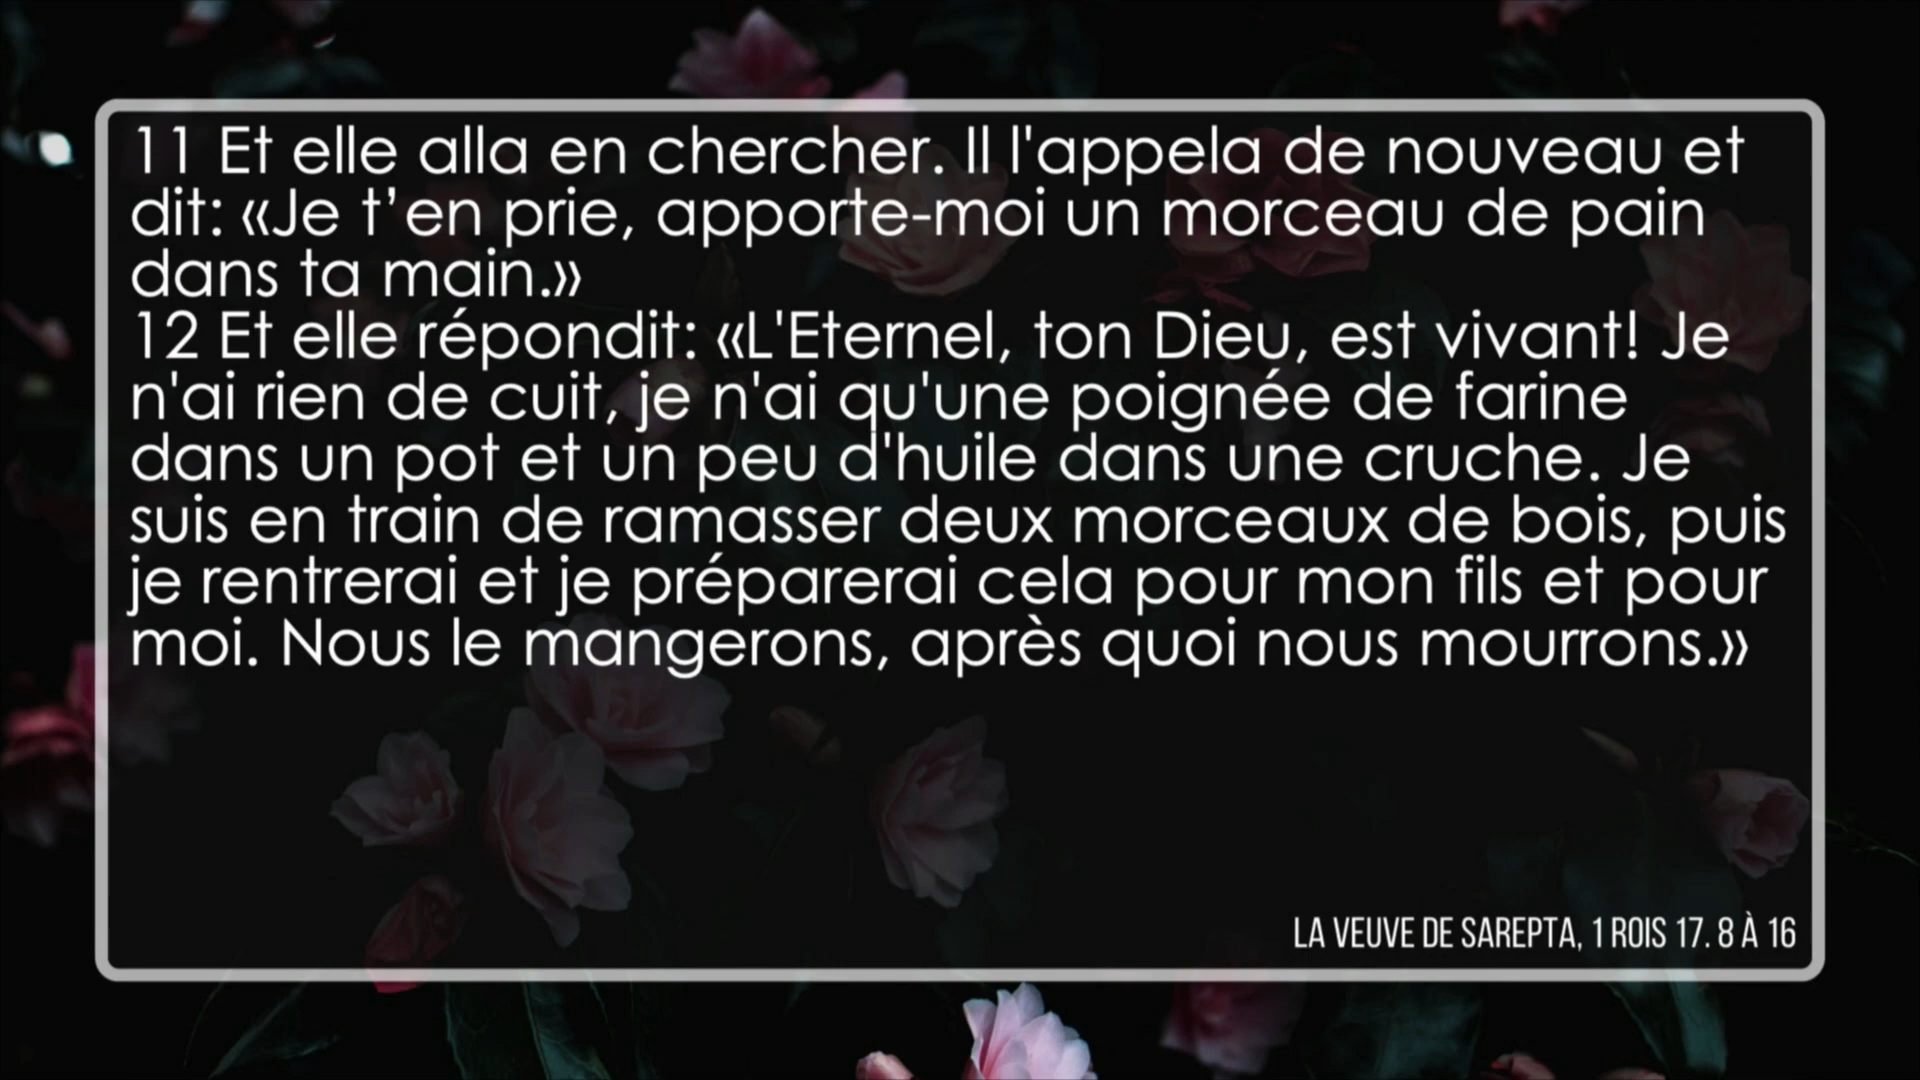 11 Et elle alla en chercher. Il l'appela de nouveau et
dit: «Je t’en prie, apporte-moi un morceau de pain
dans ta main.»
12 Et elle répondit: «L'Eternel, ton Dieu, est vivant! Je
n'ai rien de cuit, je n'ai qu'une poignée de farine
dans un pot et un peu d'huile dans une cruche. Je
suis en train de ramasser deux morceaux de bois, puis
je rentrerai et je préparerai cela pour mon fils et pour
moi. Nous le mangerons, après quoi nous mourrons.»
LA VEUVE DE SAREPTA, 1 ROIS 17. 8 À 16